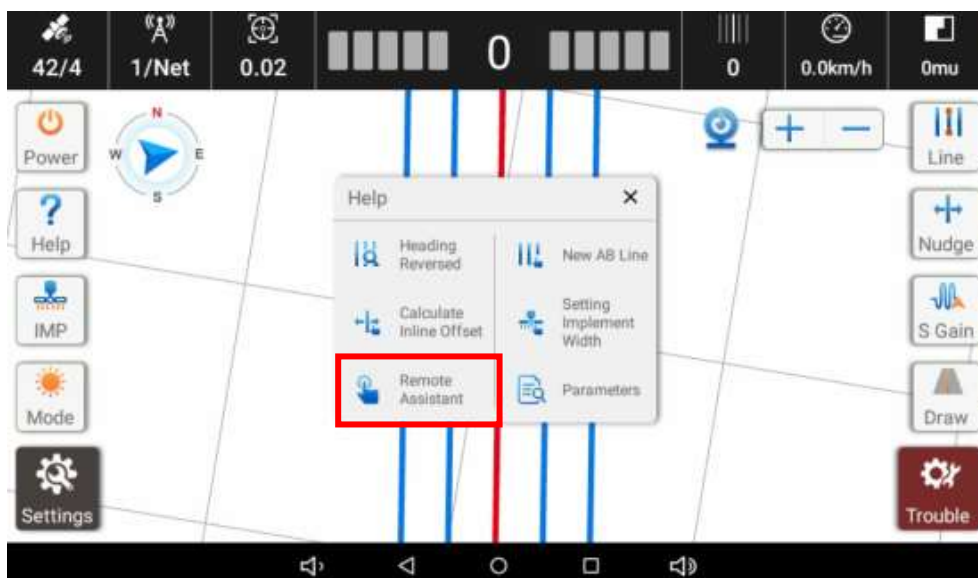 42/4
1/Net
0.02
0
0
0.0km/h
0mu
Power
N
W
E
S
Help
IMP
Mode
Settings
Help
Heading
Reversed
New AB Line
Calculate
Inline Offset
Setting
Implement
Width
Remote
Assistant
Parameters
Line
Nudge
S Gain
Draw
Trouble